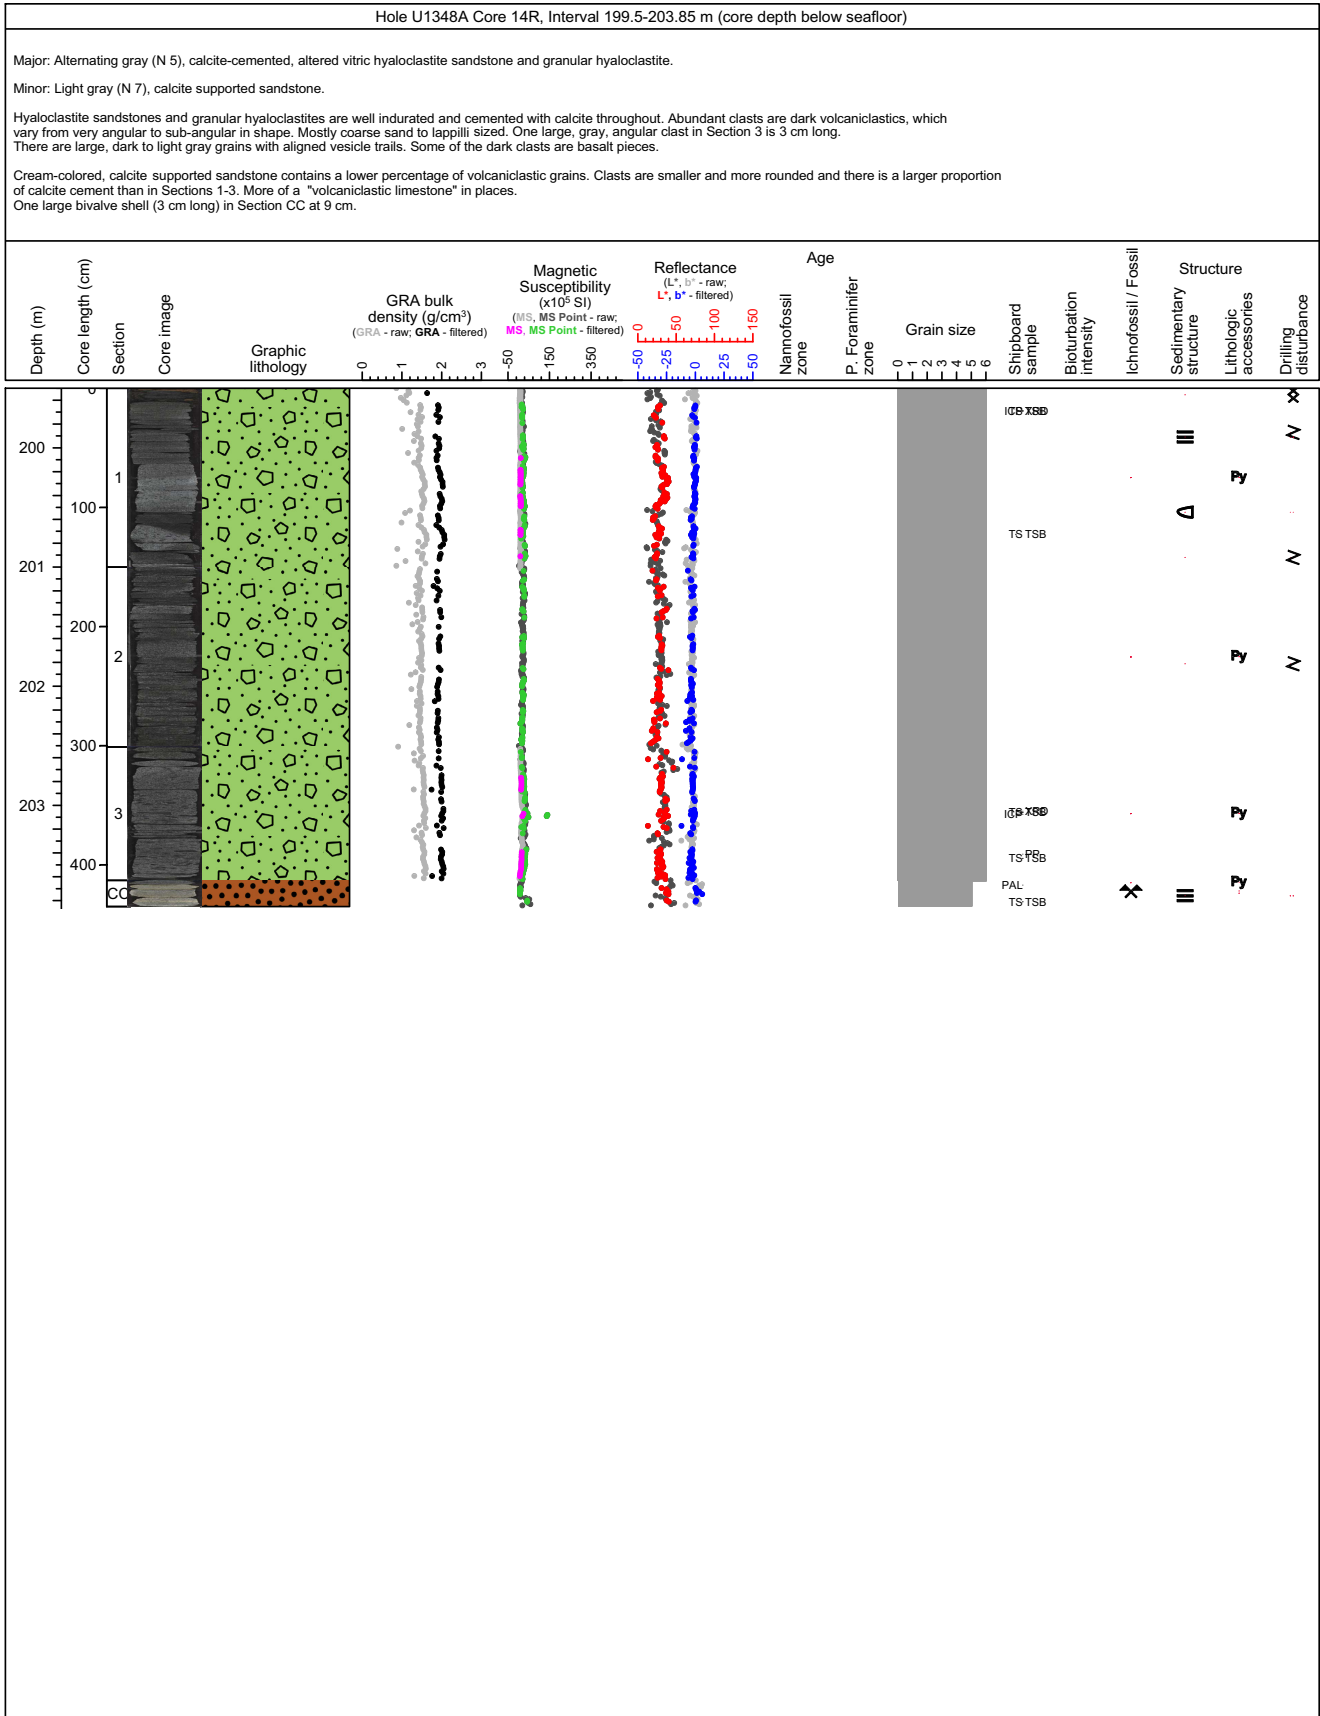 Hole U1348A Core 14R, Interval 199.5-203.85 m (core depth below seafloor)
Major: Alternating gray (N 5), calcite-cemented, altered vitric hyaloclastite sandstone and granular hyaloclastite.
Minor: Light gray (N 7), calcite supported sandstone.
Hyaloclastite sandstones and granular hyaloclastites are well indurated and cemented with calcite throughout. Abundant clasts are dark volcaniclastics, which
vary from very angular to sub-angular in shape. Mostly coarse sand to lappilli sized. One large, gray, angular clast in Section 3 is 3 cm long.
There are large, dark to light gray grains with aligned vesicle trails. Some of the dark clasts are basalt pieces.
Cream-colored, calcite supported sandstone contains a lower percentage of volcaniclastic grains. Clasts are smaller and more rounded and there is a larger proportion
of calcite cement than in Sections 1-3. More of a "volcaniclastic limestone" in places.
One large bivalve shell (3 cm long) in Section CC at 9 cm.
Depth (m)
Core length (cm)
Section
Core image
Graphic
lithology
GRA bulk
density (g/cm³)
(GRA - raw; GRA - filtered)
0 1 2 3
Magnetic
Susceptibility
(x10⁵ SI)
(MS, MS Point - raw;
MS, MS Point - filtered)
-50 150 350
Reflectance
(L*, b* - raw;
L*, b* - filtered)
0 50 100 150
-50 -25 0 25 50
Age
Nannofossil
zone
P. Foraminifer
zone
Grain size
0 1 2 3 4 5 6
Shipboard
sample
Bioturbation
intensity
Ichnofossil / Fossil
Structure
Sedimentary
structure
Lithologic
accessories
Drilling
disturbance
0
200
1 Py
100
TS TSB
201
200
2 Py
202
300
203
3 Py
400
TS TSB
PAL Py
CC TS TSB